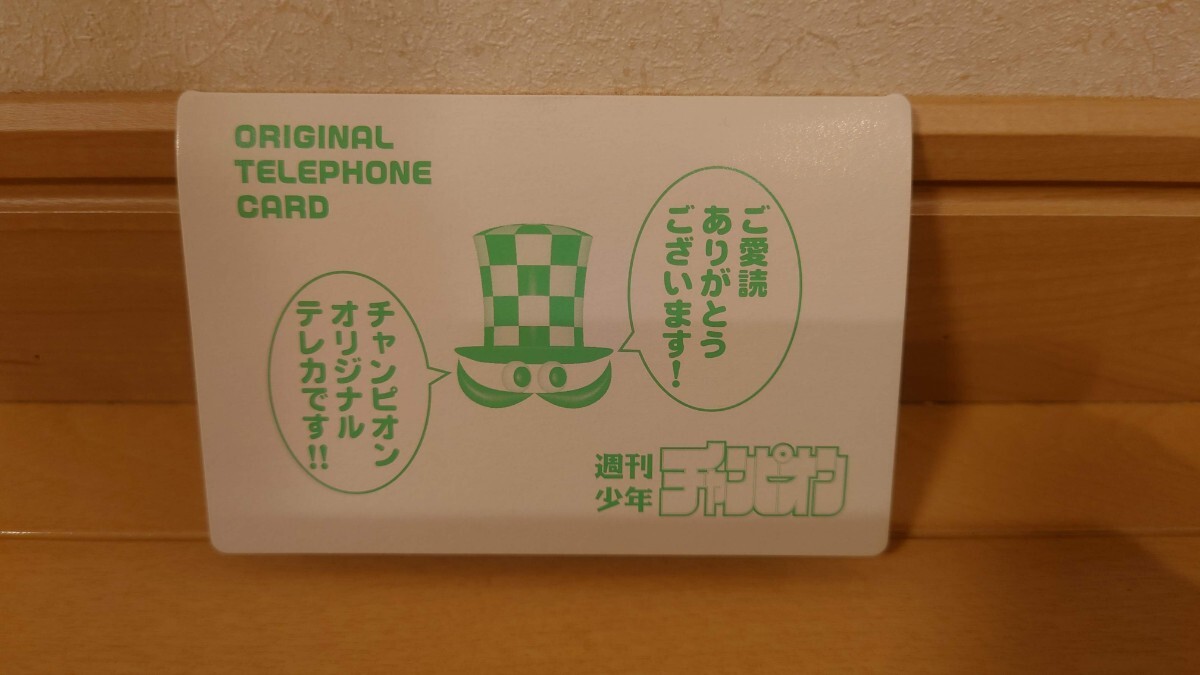 ORIGINAL
TELEPHONE
CARD
ご愛読
ありがとう
ございます!
チャンピオン
オリジナル
テレカです!!
週刊
少年
チャンピオン